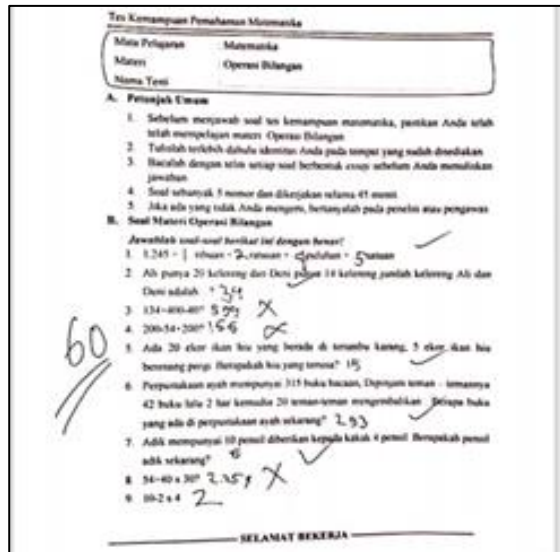 Tes Kemampuan Pemahaman Matematika
Mata Pelajaran : Matematika
Materi : Operasi Bilangan
Nama Tem
A. Petunjuk Umum
1. Sebelum menjawab soal tes kemampuan matematika, pastikan Anda telah
telah mempelajari materi Operasi Bilangan
2. Tulislah terlebih dahulu identitas Anda pada tempat yang sudah disediakan
3. Bacalah dengan teliti setiap soal berbentuk essay sebelum Anda menuliskan
jawaban
4. Soal sebanyak 5 nomor dan dikerjakan selama 45 menit
5. Jika ada yang tidak Anda mengerti, bertanyalah pada peneliti atau pengawas
B. Soal Materi Operasi Bilangan
Jawablah soal-soal berikut ini dengan benar!
1. 1.245 = 1 ribuan + 2 ratusan + 4 puluhan + 5 satuan
2. Ali punya 20 kelereng dan Deni punya 14 kelereng jumlah kelereng Ali dan
Deni adalah 34
3. 134+400-40=
4. 200-54+200=
5. Ada 20 ekor ikan hiu yang berada di terumbu karang, 5 ekor ikan hiu
berenang pergi. Berapakah hiu yang tersisa? 15
6. Perpustakaan ayah mempunyai 315 buku bacaan, Dipinjam teman - temannya
42 buku lalu 2 hari kemudian 20 teman-teman mengembalikan. Berapa buku
yang ada di perpustakaan ayah sekarang? 293
7. Adik mempunyai 10 pensil diberikan kepada kakak 4 pensil. Berapakah pensil
adik sekarang? 6
8. 54+40 x 30=
9. 10-2 x 4 2
60
SELAMAT BEKERJA